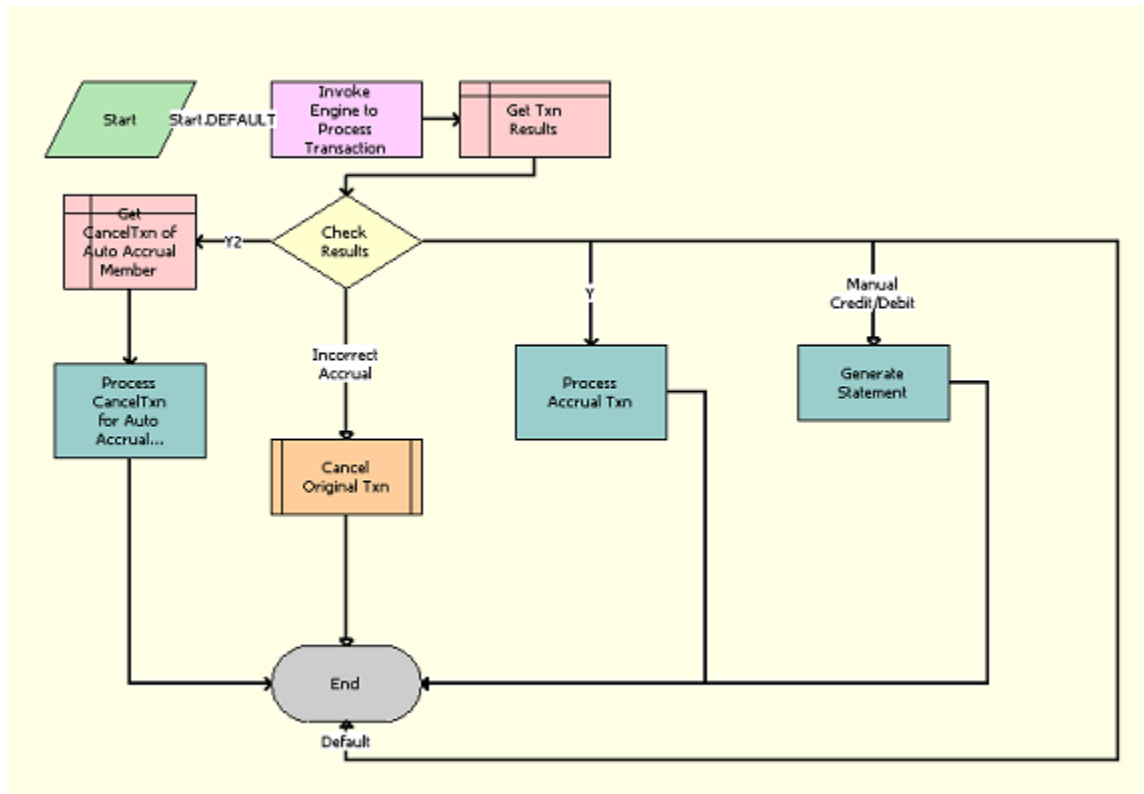 Start
Start.DEFAULT
Invoke
Engine to
Process
Transaction
Get Txn
Results
Get
CancelTxn of
Auto Accrual
Member
Y2
Check
Results
Y
Manual
Credit/Debit
Incorrect
Accrual
Process
CancelTxn
for Auto
Accrual...
Process
Accrual Txn
Generate
Statement
Cancel
Original Txn
End
Default